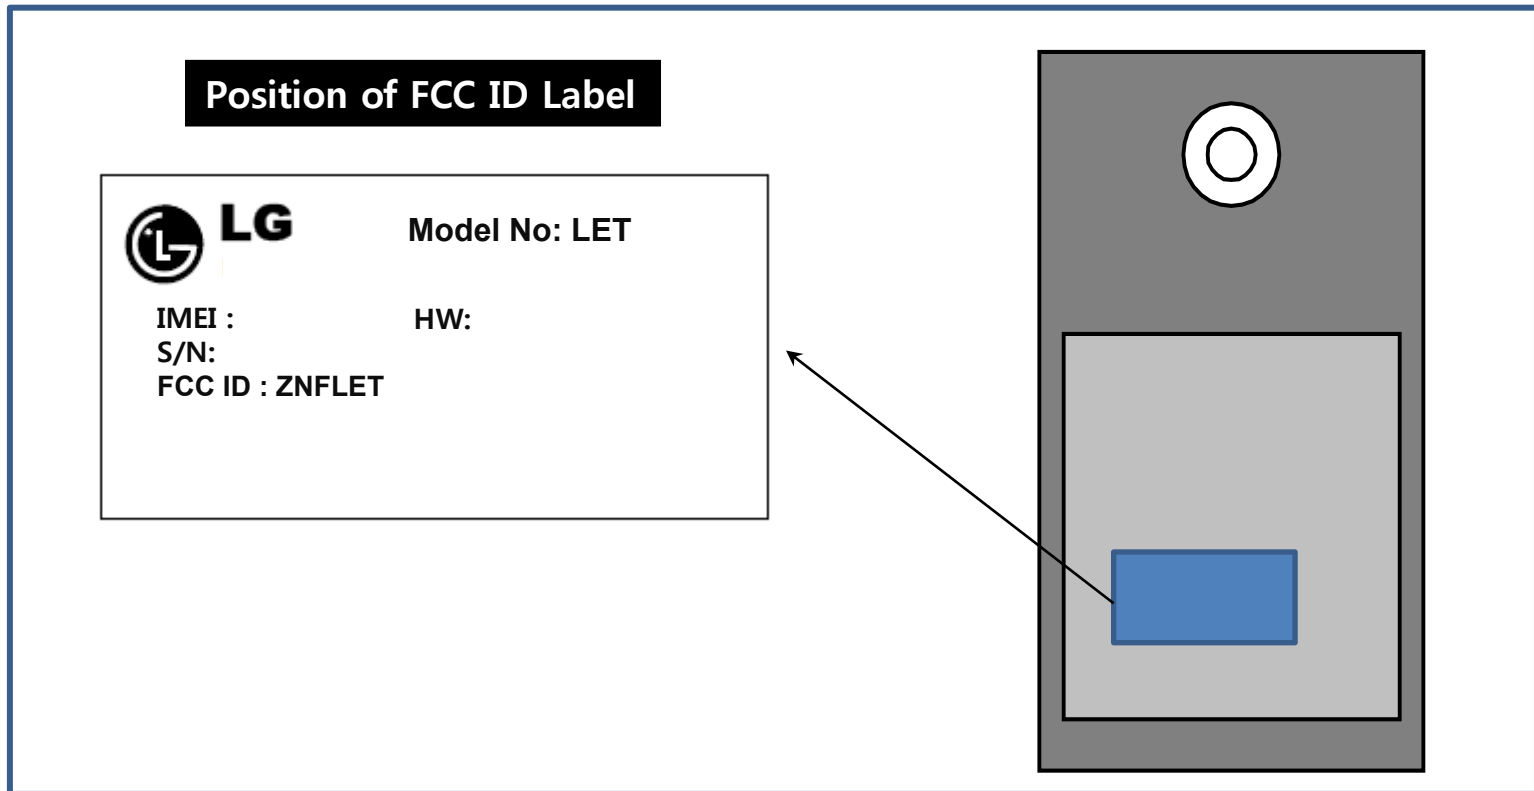 Position of FCC ID Label
LG
Model No: LET
IMEI :
HW:
S/N:
FCC ID : ZNFLET